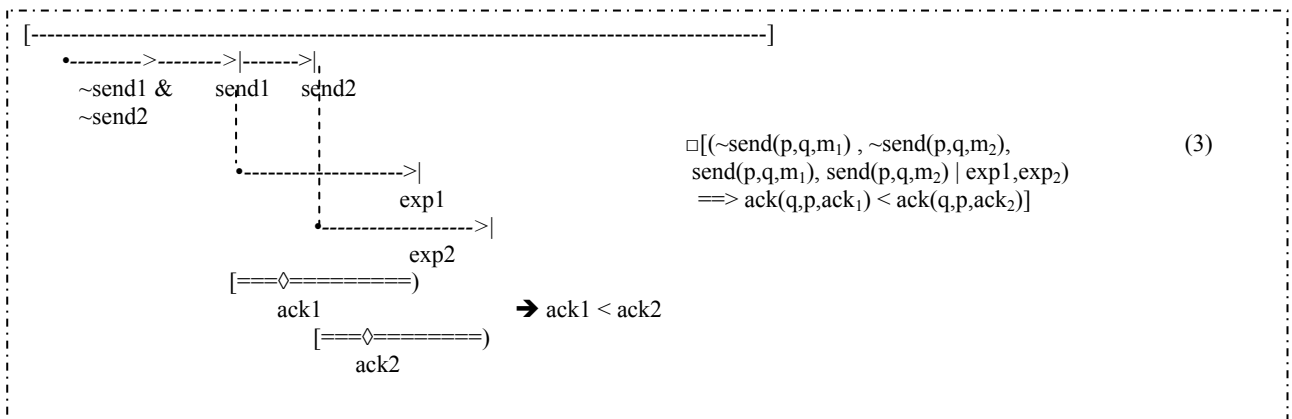 [------------------------------------------------------------------------------------------]
•--------->-------->|------->|
~send1 & send1 send2
~send2
□[(~send(p,q,m₁) , ~send(p,q,m₂), (3)
•-------------------->| send(p,q,m₁), send(p,q,m₂) | exp1,exp₂)
exp1 ==> ack(q,p,ack₁) < ack(q,p,ack₂)]
•------------------->|
exp2
[===◊=========)
ack1 ➔ ack1 < ack2
[===◊========)
ack2